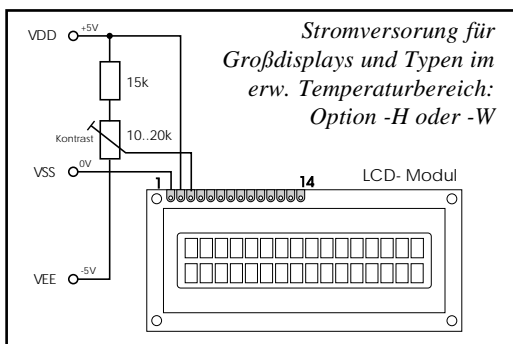 Stromversorung für
Großdisplays und Typen im
erw. Temperaturbereich:
Option -H oder -W
VDD
+5V
15k
Kontrast
10..20k
VSS
0V
1
14
LCD- Modul
VEE
-5V